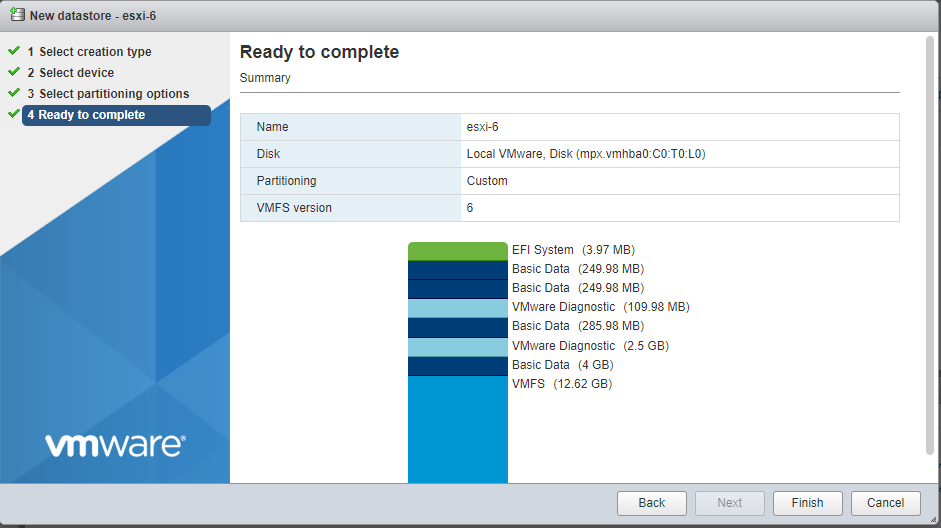 New datastore - esxi-6
1 Select creation type
2 Select device
3 Select partitioning options
4 Ready to complete
vmware®
Ready to complete
Summary
Name esxi-6
Disk Local VMware, Disk (mpx.vmhba0:C0:T0:L0)
Partitioning Custom
VMFS version 6
EFI System (3.97 MB)
Basic Data (249.98 MB)
Basic Data (249.98 MB)
VMware Diagnostic (109.98 MB)
Basic Data (285.98 MB)
VMware Diagnostic (2.5 GB)
Basic Data (4 GB)
VMFS (12.62 GB)
Back Next Finish Cancel